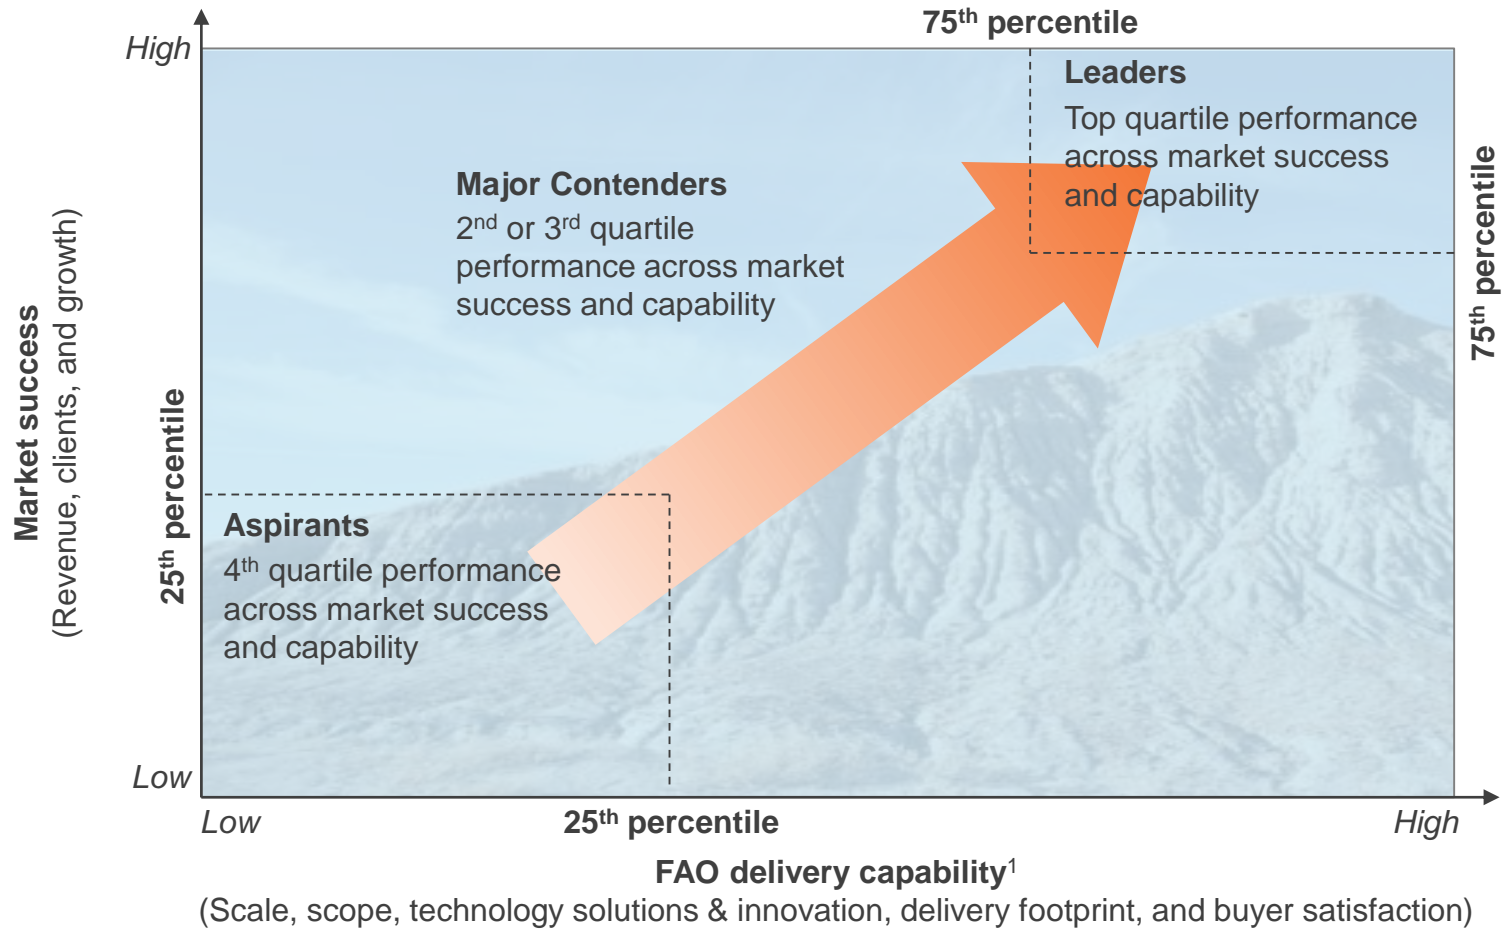 75th percentile
High
Leaders
Top quartile performance
across market success
and capability
Major Contenders
2nd or 3rd quartile
performance across market
success and capability
75th percentile
Market success
(Revenue, clients, and growth)
25th percentile
Aspirants
4th quartile performance
across market success
and capability
Low
Low
25th percentile
High
FAO delivery capability1
(Scale, scope, technology solutions & innovation, delivery footprint, and buyer satisfaction)